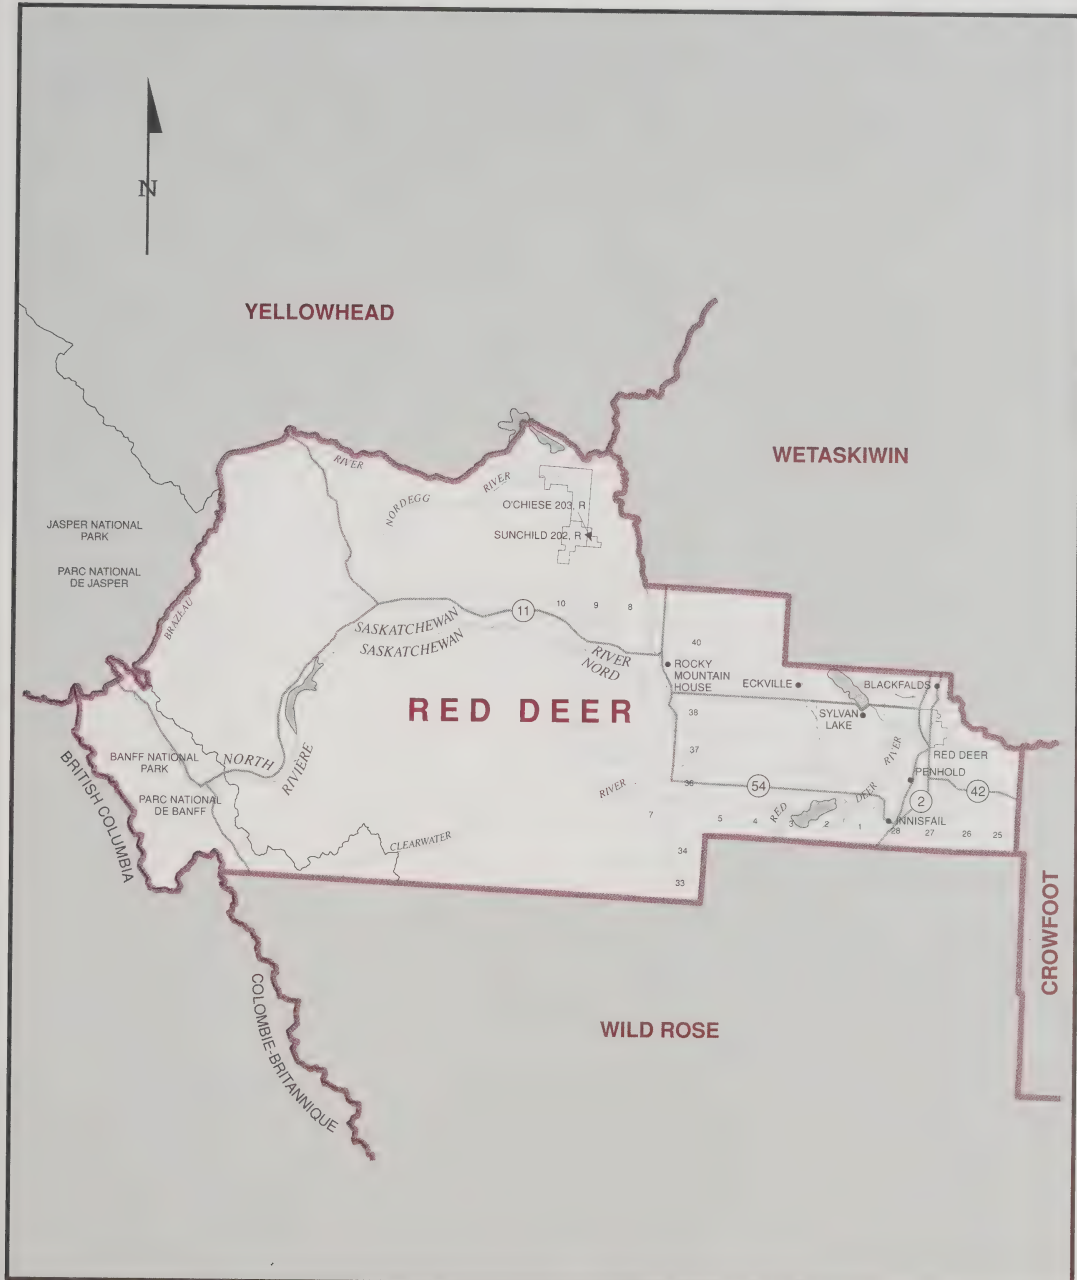 N
YELLOWHEAD
WETASKIWIN
RIVER
NORDEGG
RIVER
O'CHIESE 203, R
SUNCHILD 202, R
JASPER NATIONAL
PARK
PARC NATIONAL
DE JASPER
BRAZEAU
11
10
9
8
SASKATCHEWAN
SASKATCHEWAN
RIVER
NORD
40
ROCKY
MOUNTAIN
HOUSE
ECKVILLE
BLACKFALDS
RED DEER
38
SYLVAN
LAKE
37
RIVER
RED DEER
PENHOLD
BANFF NATIONAL
PARK
NORTH
RIVIÈRE
PARC NATIONAL
DE BANFF
BRITISH COLUMBIA
RIVER
36
54
DEER
RED
2
42
7
5
4
3
2
1
INNISFAIL
28
27
26
25
CLEARWATER
34
33
CROWFOOT
COLOMBIE-BRITANNIQUE
WILD ROSE